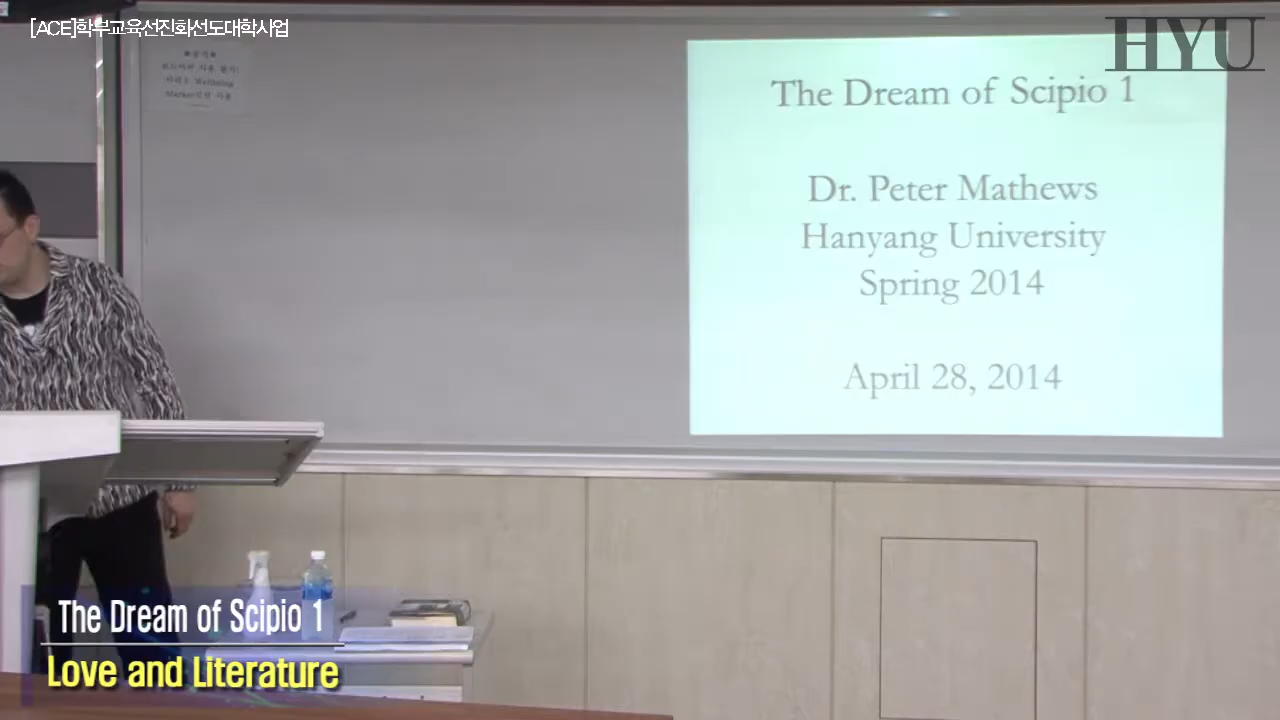 [ACE]학부교육선진화선도대학사업
HYU
The Dream of Scipio 1
Dr. Peter Mathews
Hanyang University
Spring 2014
April 28, 2014
The Dream of Scipio 1
Love and Literature